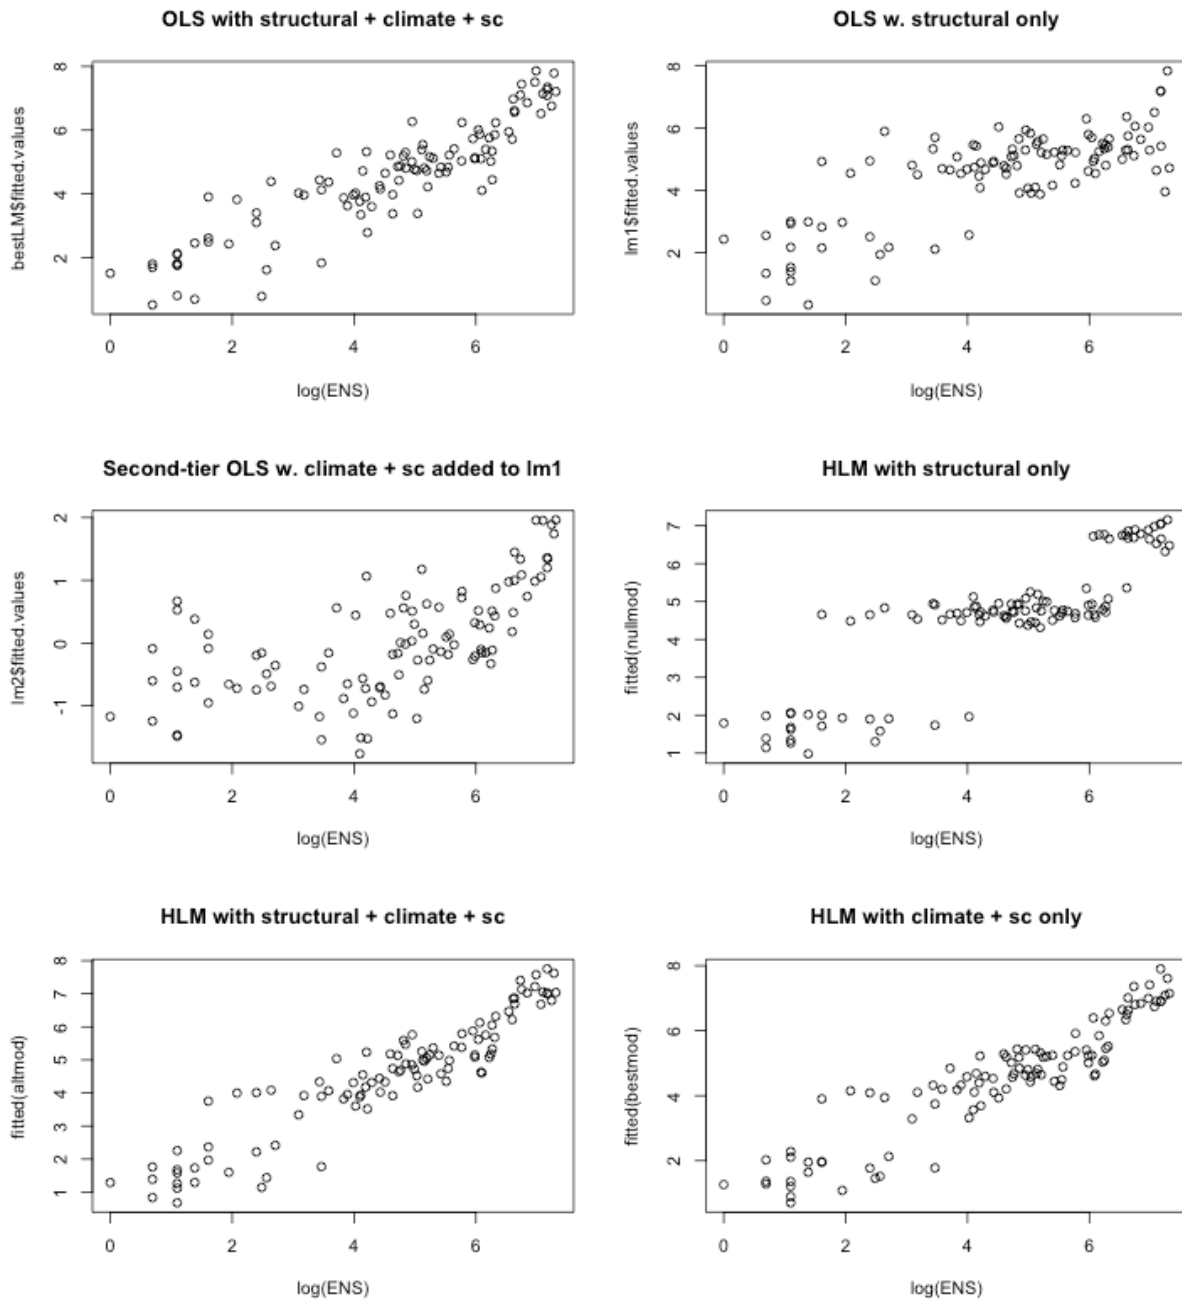 OLS with structural + climate + sc
bestLM$fitted.values
8
6
4
2
0 2 4 6
log(ENS)
OLS w. structural only
lm1$fitted.values
8
6
4
2
0 2 4 6
log(ENS)
Second-tier OLS w. climate + sc added to lm1
lm2$fitted.values
2
1
0
-1
0 2 4 6
log(ENS)
HLM with structural only
fitted(nullmod)
7
6
5
4
3
2
1
0 2 4 6
log(ENS)
HLM with structural + climate + sc
fitted(altmod)
8
7
6
5
4
3
2
1
0 2 4 6
log(ENS)
HLM with climate + sc only
fitted(bestmod)
8
6
4
2
0 2 4 6
log(ENS)